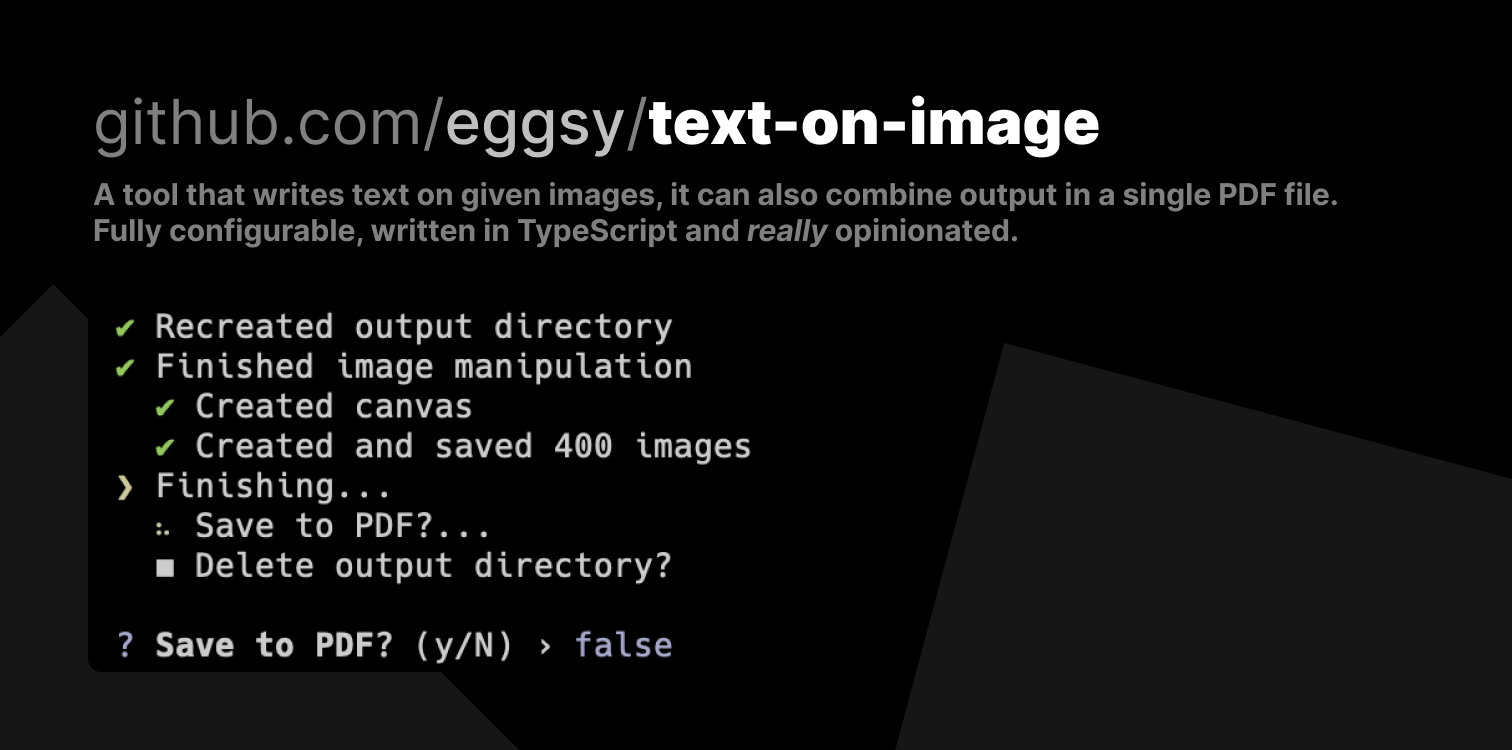 github.com/eggsy/text-on-image
A tool that writes text on given images, it can also combine output in a single PDF file.
Fully configurable, written in TypeScript and really opinionated.
✔ Recreated output directory
✔ Finished image manipulation
✔ Created canvas
✔ Created and saved 400 images
❯ Finishing...
⠦ Save to PDF?...
◼ Delete output directory?
? Save to PDF? (y/N) › false